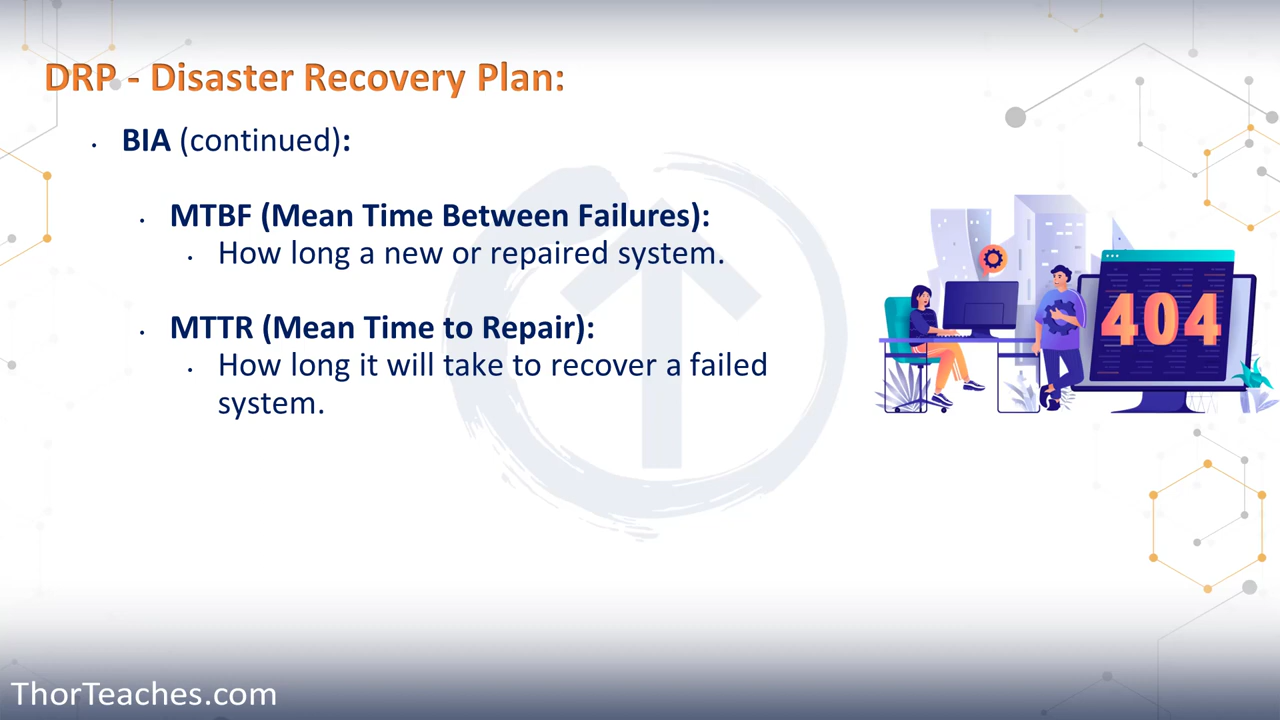 DRP - Disaster Recovery Plan:
BIA (continued):
MTBF (Mean Time Between Failures):
How long a new or repaired system.
MTTR (Mean Time to Repair):
How long it will take to recover a failed
system.
404
ThorTeaches.com